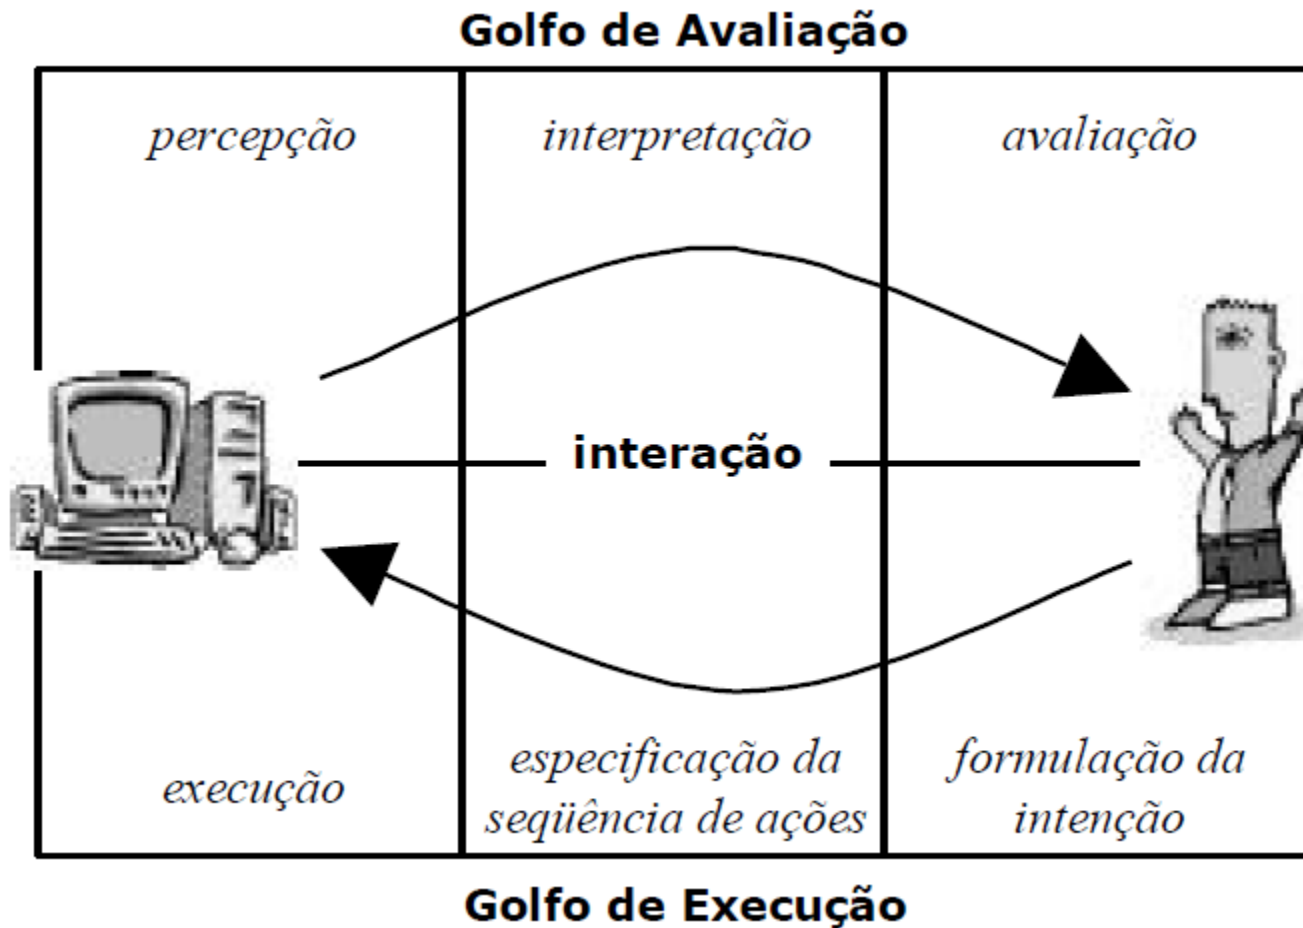 Golfo de Avaliação
percepção
interpretação
avaliação
interação
execução
especificação da
seqüência de ações
formulação da
intenção
Golfo de Execução